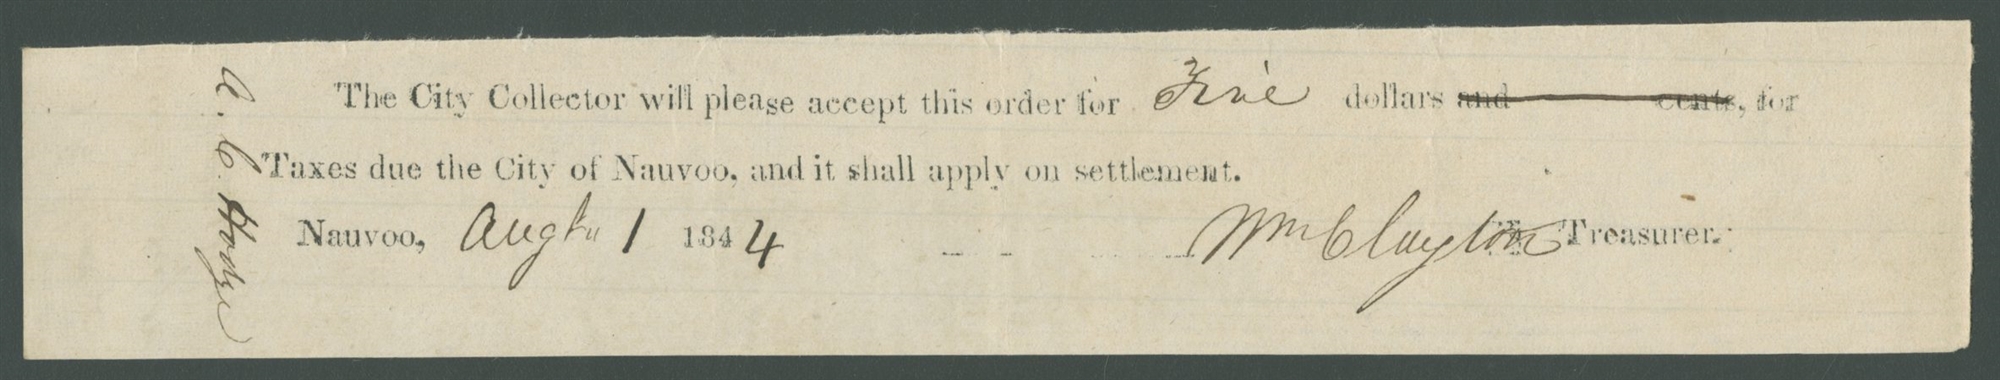 The City Collector will please accept this order for Five dollars and cents, for
Taxes due the City of Nauvoo, and it shall apply on settlement.
Nauvoo, 1 1844 Wm Clayton Treasurer.
A. C. Hodge